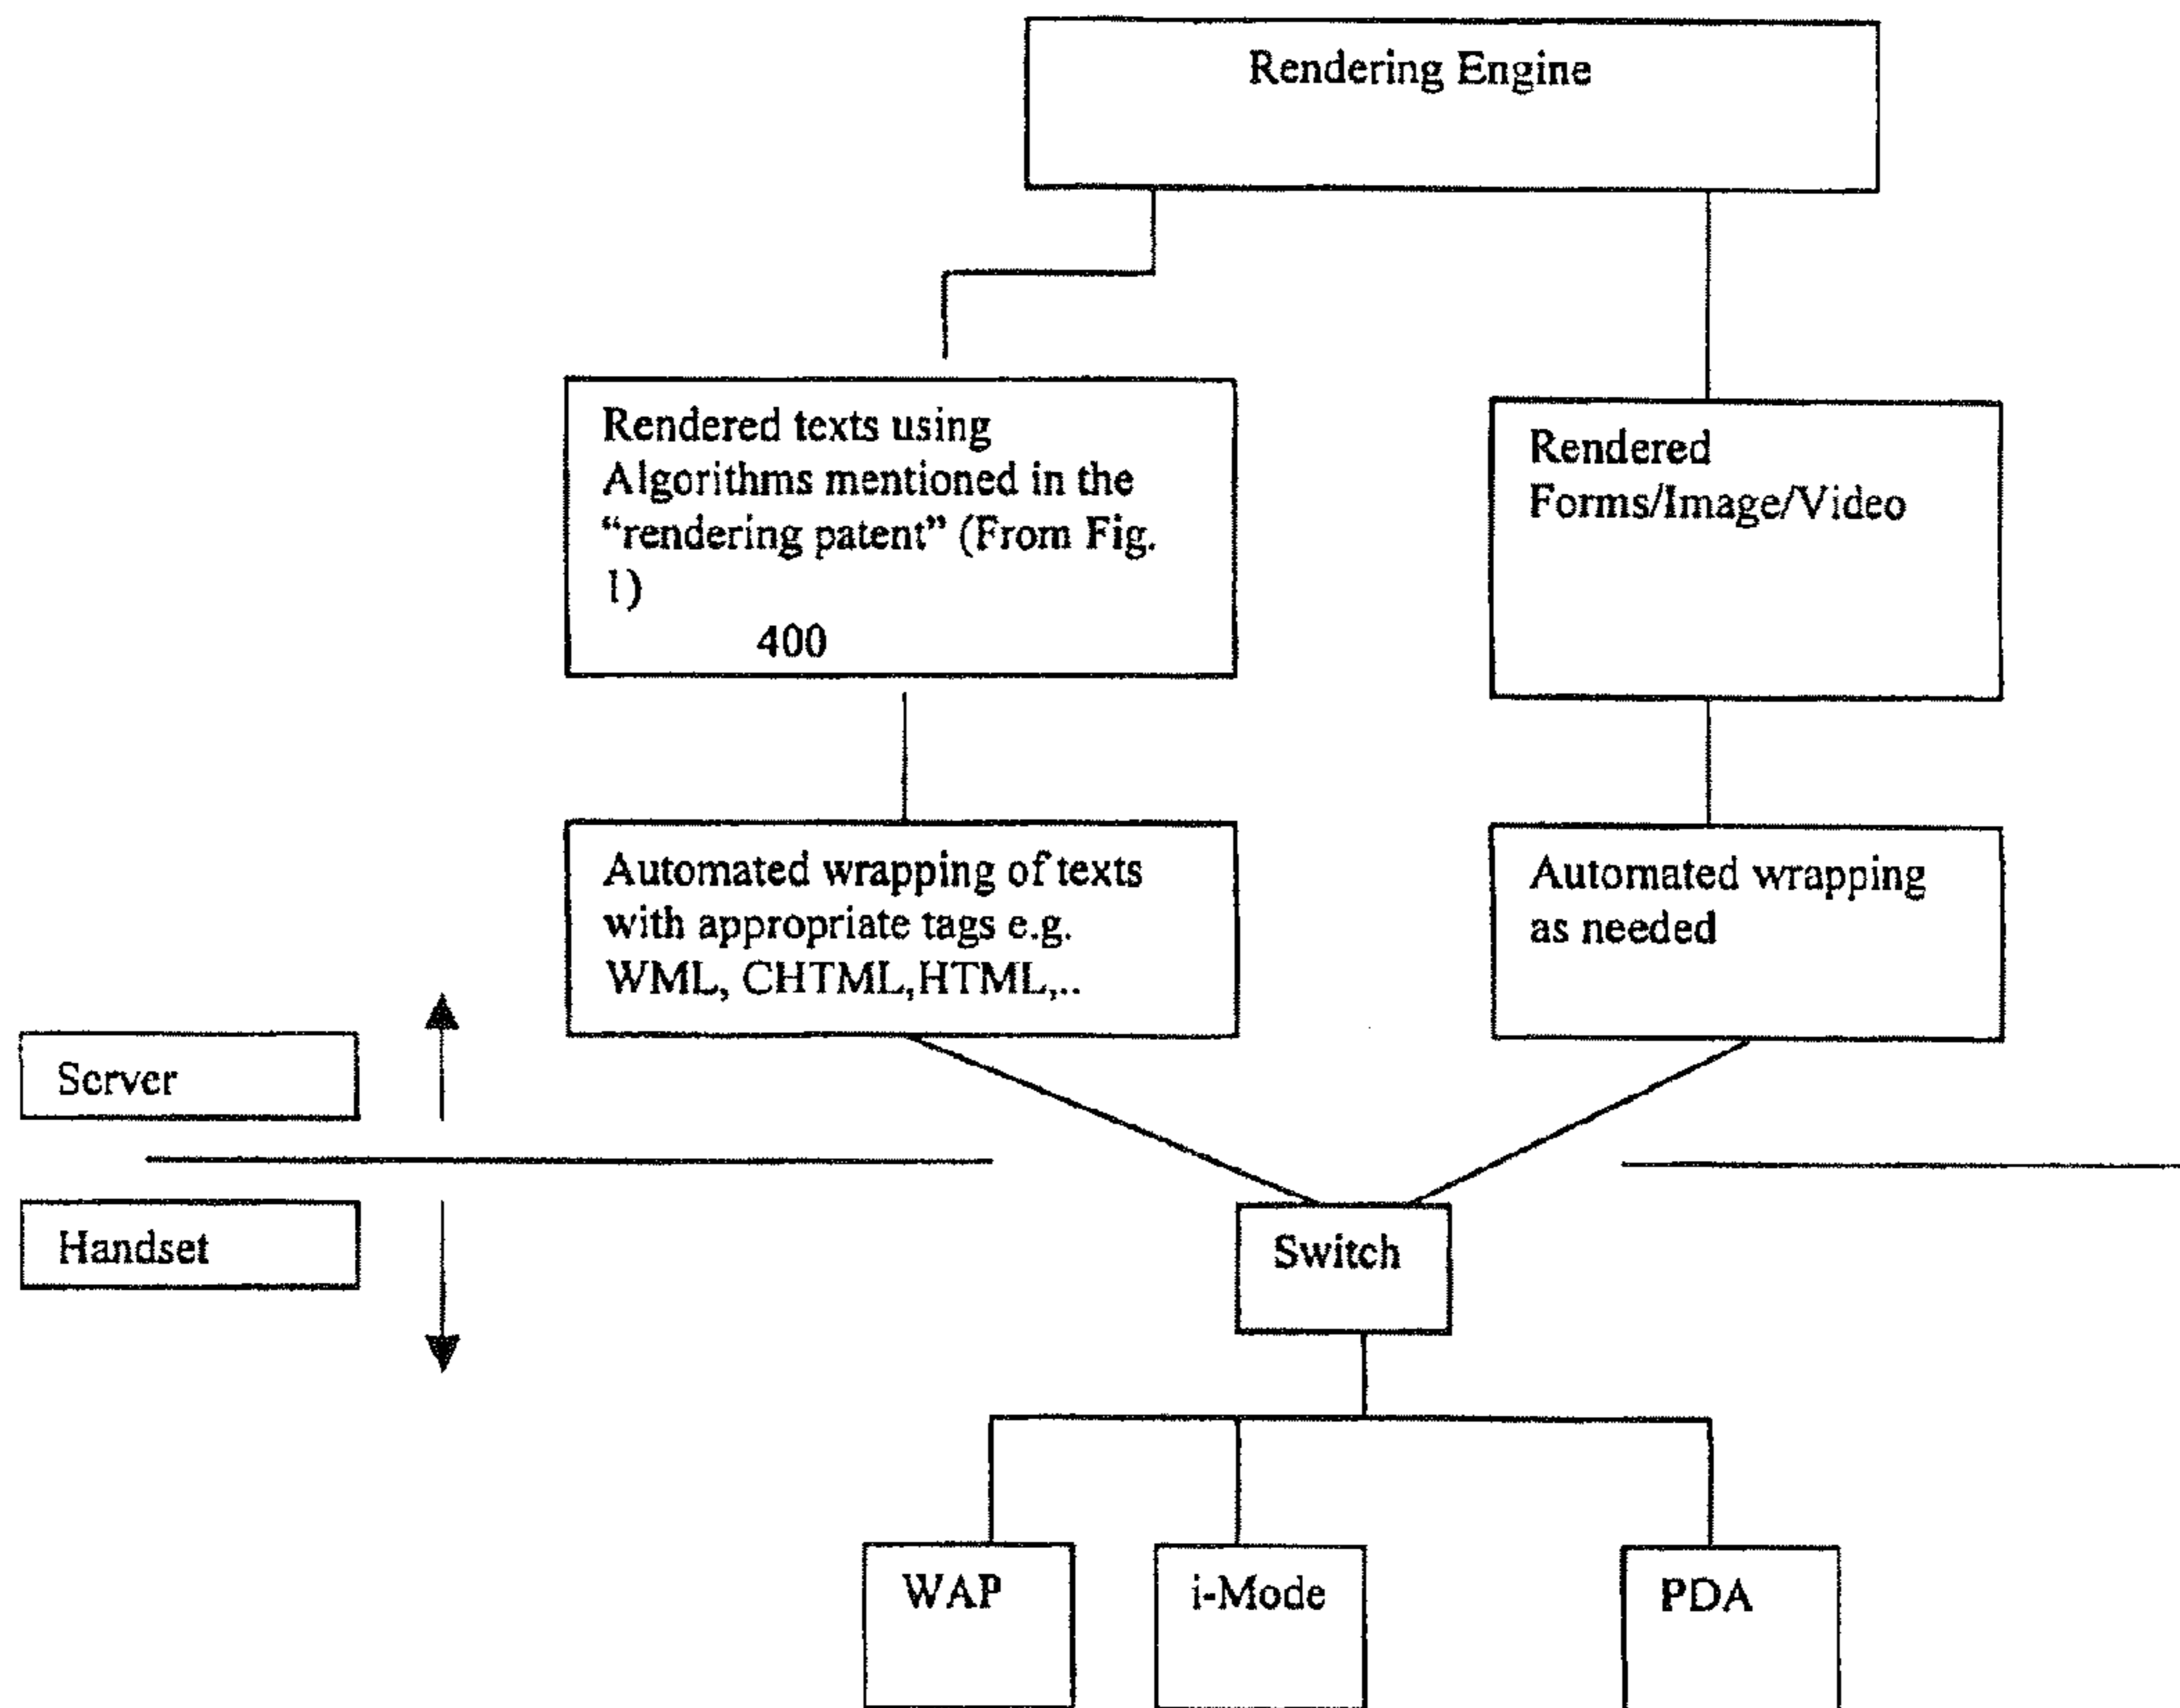 Rendering Engine
Rendered texts using
Algorithms mentioned in the
“rendering patent” (From Fig.
1)
400
Rendered
Forms/Image/Video
Automated wrapping of texts
with appropriate tags e.g.
WML, CHTML,HTML,..
Automated wrapping
as needed
Server
Handset
Switch
WAP
i-Mode
PDA